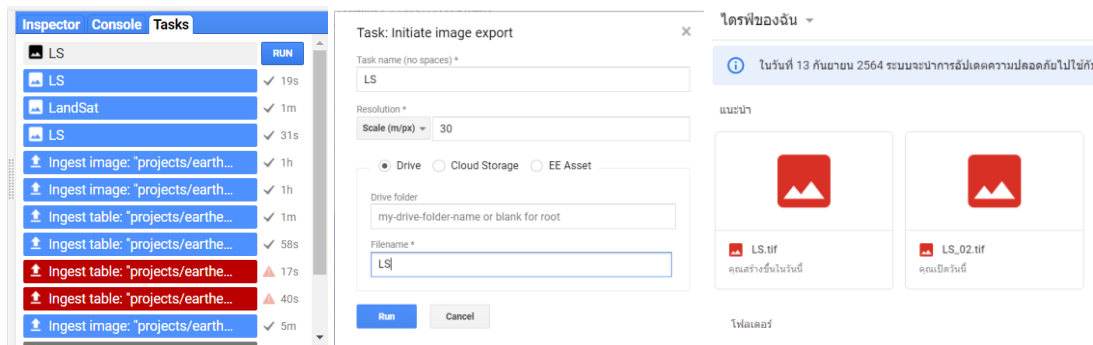 Inspector Console Tasks
LS RUN
LS 19s
LandSat 1m
LS 31s
Ingest image: "projects/earthe... 1h
Ingest image: "projects/earthe... 1h
Ingest table: "projects/earthe... 1m
Ingest table: "projects/earthe... 58s
Ingest table: "projects/earthe... 17s
Ingest table: "projects/earthe... 40s
Ingest image: "projects/earth... 5m
Task: Initiate image export
Task name (no spaces) *
LS
Resolution *
Scale (m/px) 30
Drive Cloud Storage EE Asset
Drive folder
my-drive-folder-name or blank for root
Filename *
LS
Run Cancel
ไดรฟ์ของฉัน
ในวันที่ 13 กันยายน 2564 ระบบจะนำการอัปเดตความปลอดภัยไปใช้กับ
แนะนำ
LS.tif
คุณสร้างขึ้นในวันนี้
LS_02.tif
คุณเปิดวันนี้
โฟลเดอร์